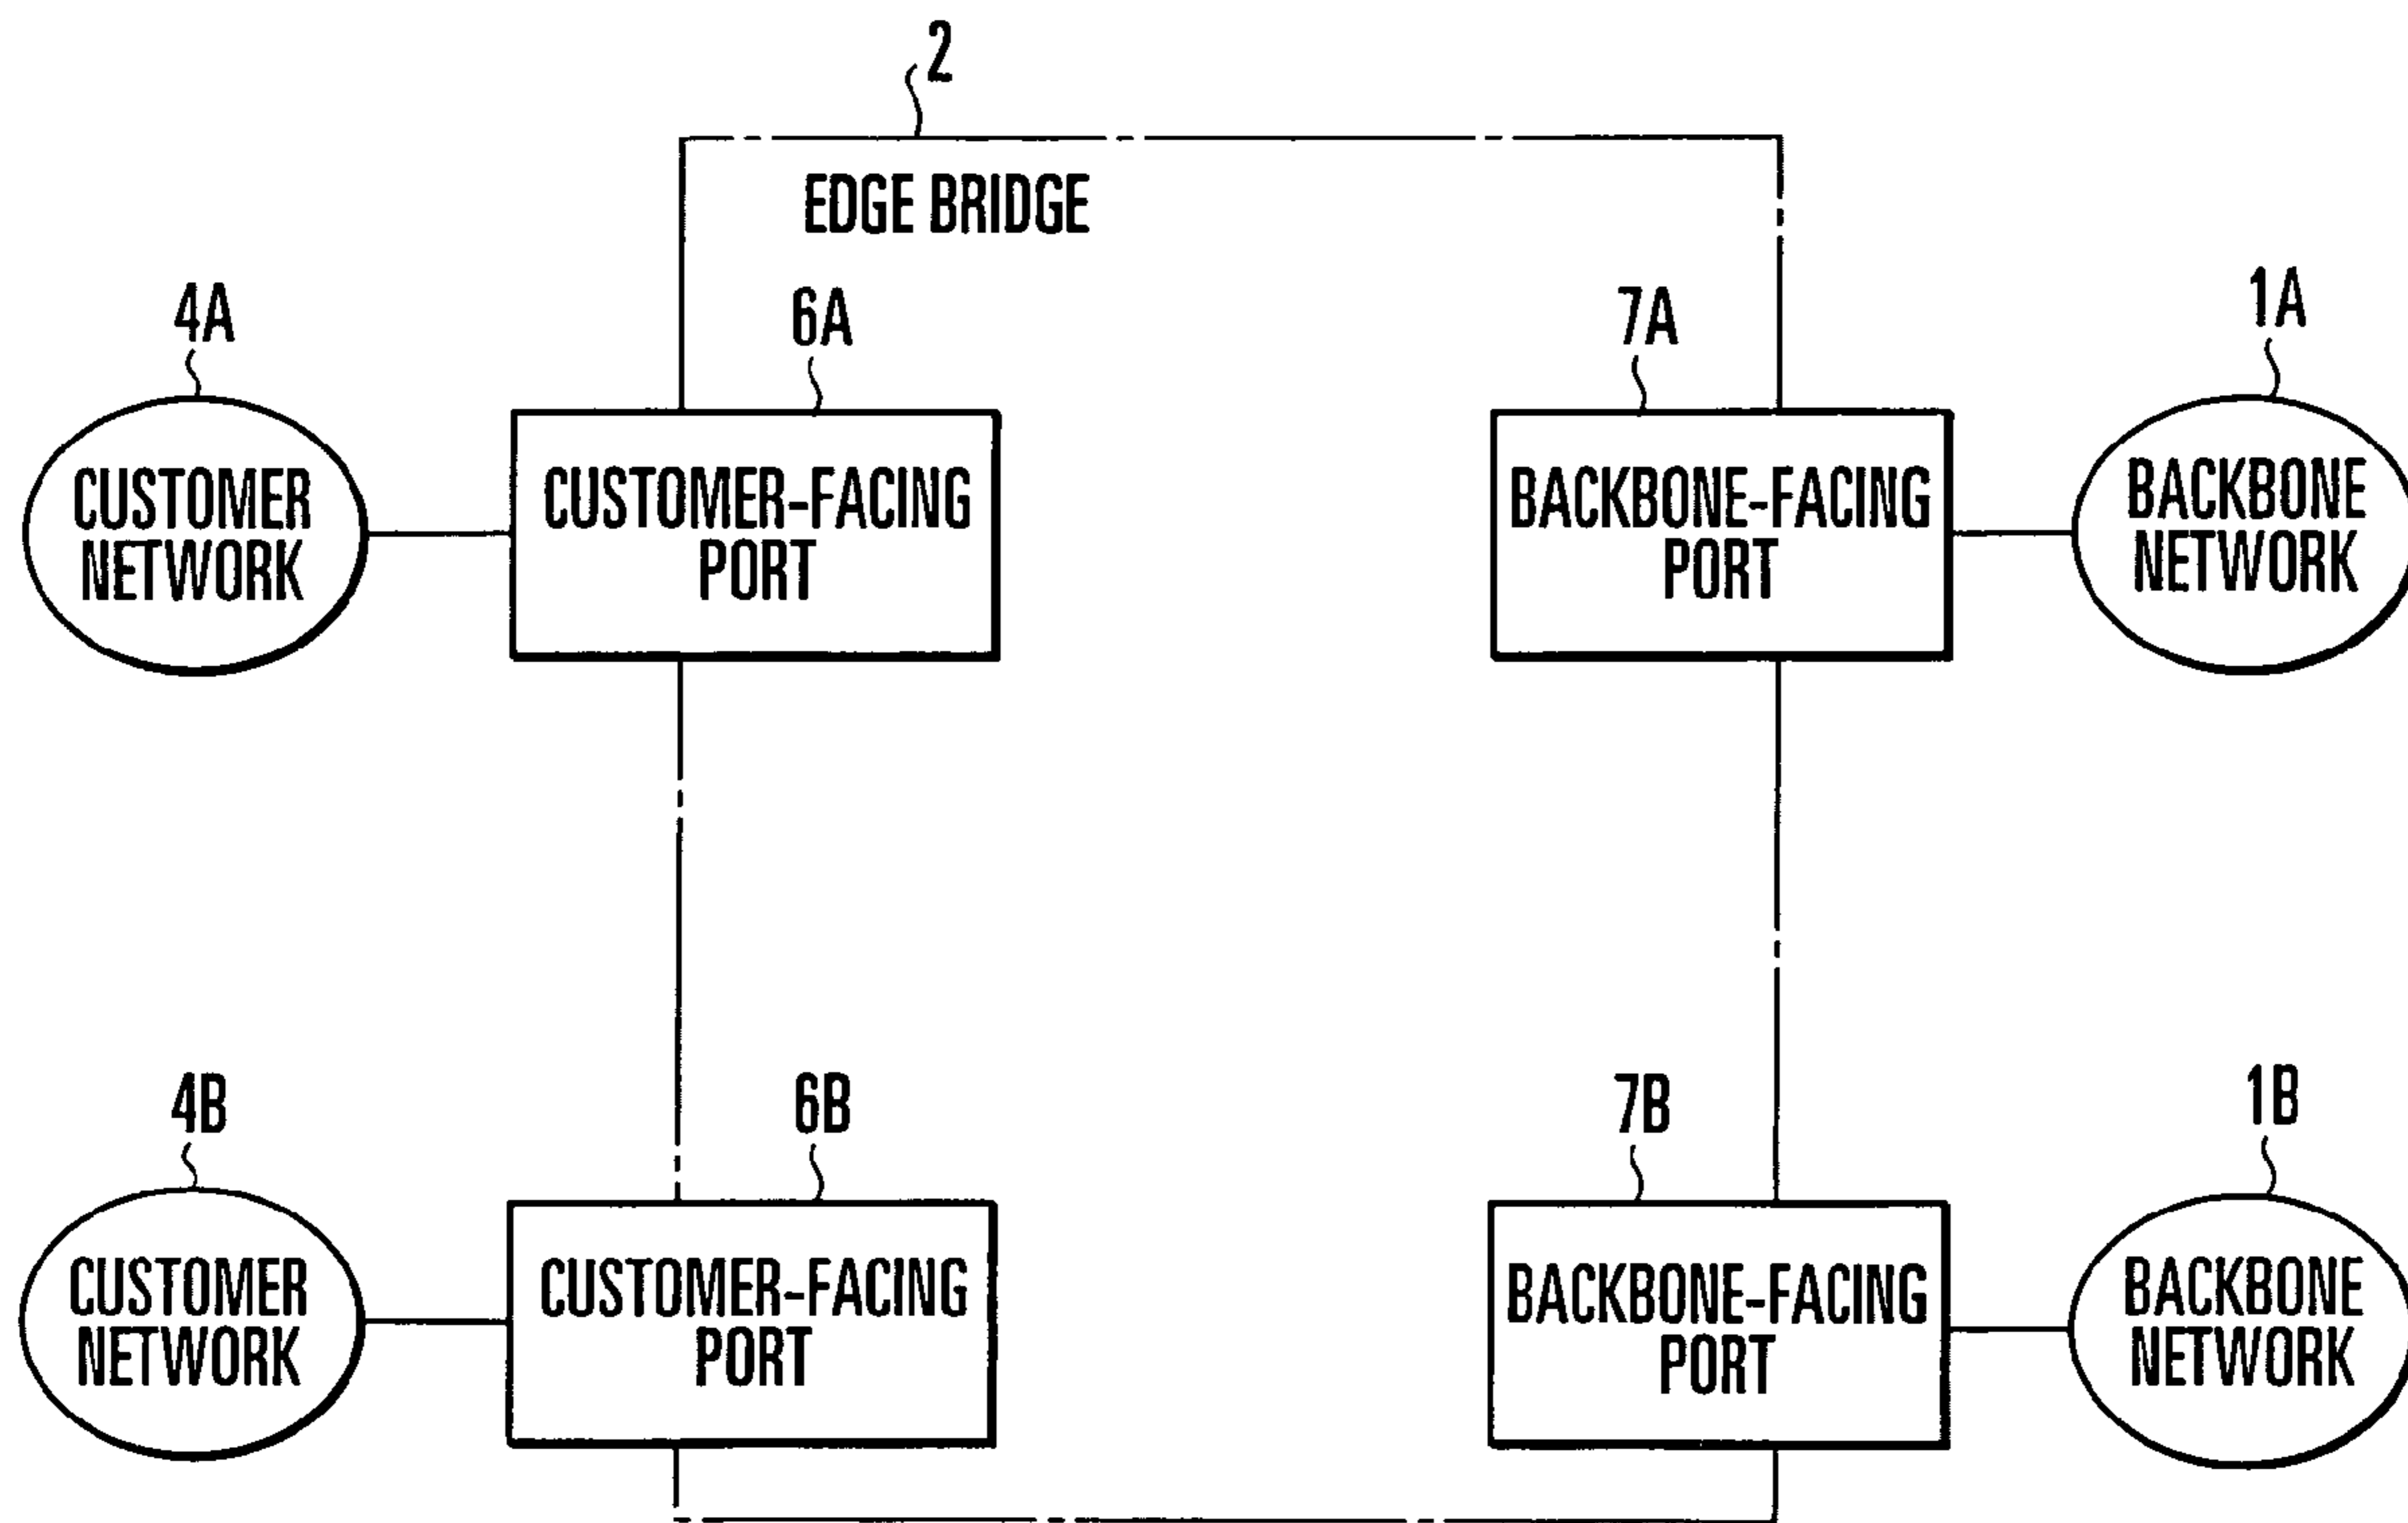 2
EDGE BRIDGE
4A
6A
7A
1A
CUSTOMER
NETWORK
CUSTOMER-FACING
PORT
BACKBONE-FACING
PORT
BACKBONE
NETWORK
4B
6B
7B
1B
CUSTOMER
NETWORK
CUSTOMER-FACING
PORT
BACKBONE-FACING
PORT
BACKBONE
NETWORK